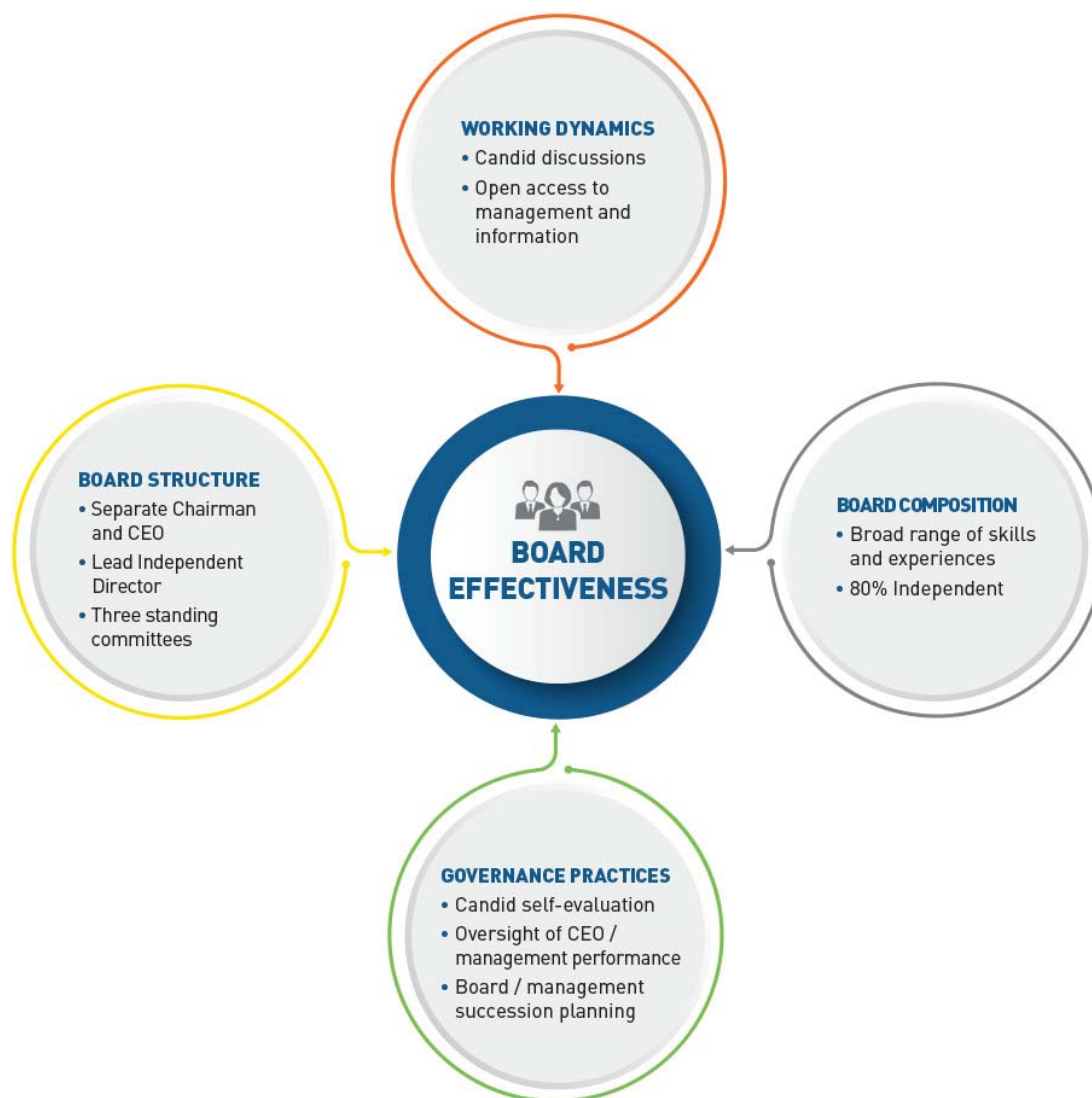 WORKING DYNAMICS
• Candid discussions
• Open access to
management and
information
BOARD STRUCTURE
• Separate Chairman
and CEO
• Lead Independent
Director
• Three standing
committees
BOARD
EFFECTIVENESS
BOARD COMPOSITION
• Broad range of skills
and experiences
• 80% Independent
GOVERNANCE PRACTICES
• Candid self-evaluation
• Oversight of CEO /
management performance
• Board / management
succession planning